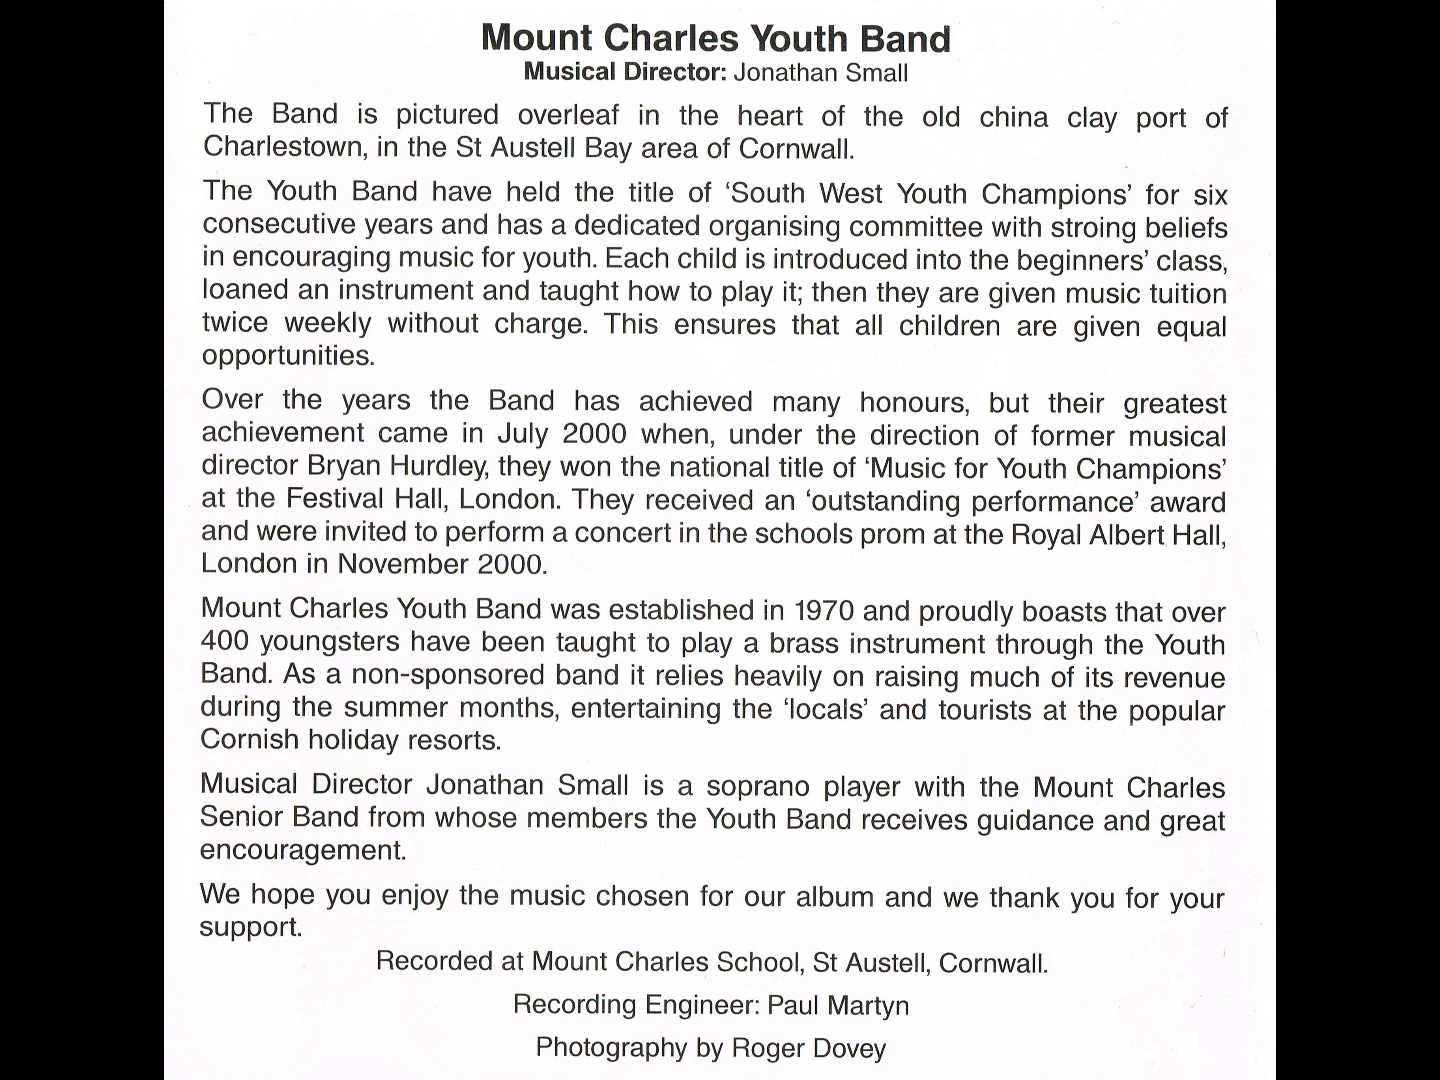 Mount Charles Youth Band
Musical Director: Jonathan Small
The Band is pictured overleaf in the heart of the old china clay port of
Charlestown, in the St Austell Bay area of Cornwall.
The Youth Band have held the title of ‘South West Youth Champions’ for six
consecutive years and has a dedicated organising committee with stroing beliefs
in encouraging music for youth. Each child is introduced into the beginners’ class,
loaned an instrument and taught how to play it; then they are given music tuition
twice weekly without charge. This ensures that all children are given equal
opportunities.
Over the years the Band has achieved many honours, but their greatest
achievement came in July 2000 when, under the direction of former musical
director Bryan Hurdley, they won the national title of ‘Music for Youth Champions’
at the Festival Hall, London. They received an ‘outstanding performance’ award
and were invited to perform a concert in the schools prom at the Royal Albert Hall,
London in November 2000.
Mount Charles Youth Band was established in 1970 and proudly boasts that over
400 youngsters have been taught to play a brass instrument through the Youth
Band. As a non-sponsored band it relies heavily on raising much of its revenue
during the summer months, entertaining the ‘locals’ and tourists at the popular
Cornish holiday resorts.
Musical Director Jonathan Small is a soprano player with the Mount Charles
Senior Band from whose members the Youth Band receives guidance and great
encouragement.
We hope you enjoy the music chosen for our album and we thank you for your
support.
Recorded at Mount Charles School, St Austell, Cornwall.
Recording Engineer: Paul Martyn
Photography by Roger Dovey